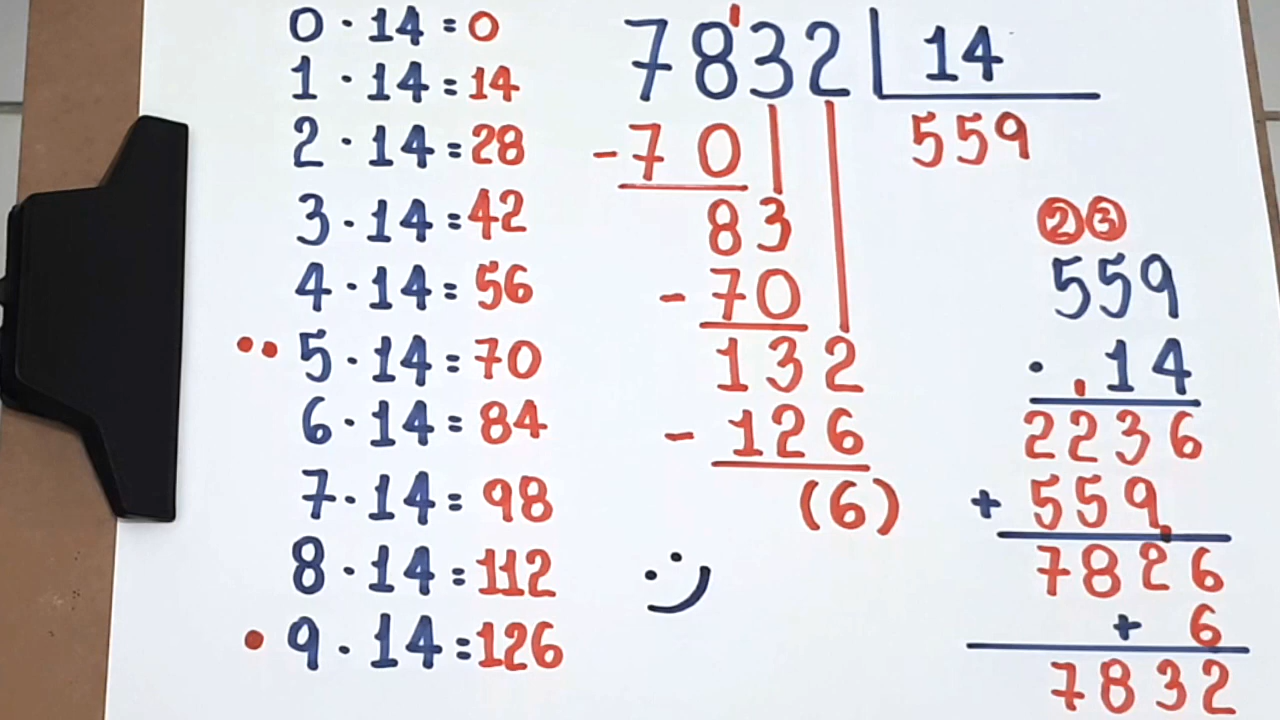 0 · 14 = 0
1 · 14 = 14
2 · 14 = 28
3 · 14 = 42
4 · 14 = 56
5 · 14 = 70
6 · 14 = 84
7 · 14 = 98
8 · 14 = 112
9 · 14 = 126
7832 14
-70 559
83
-70
132
-126
(6)
2 3
559
· 14
2236
+ 559
7826
+ 6
7832